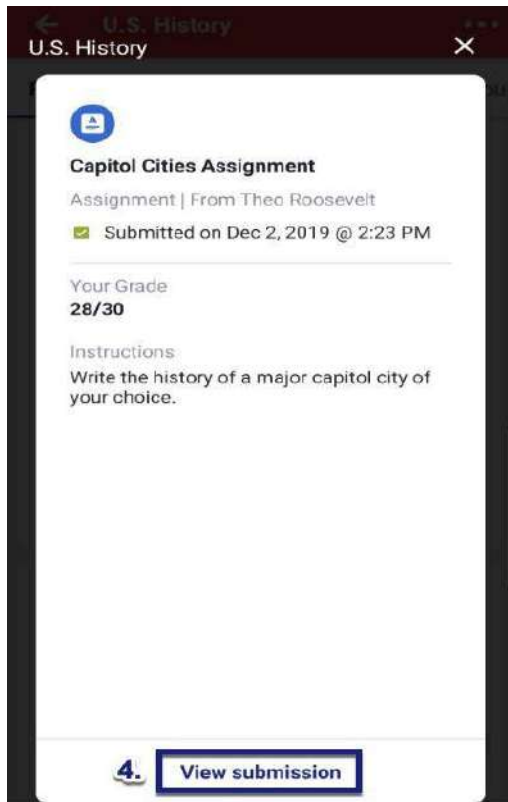 U.S. History
U.S. History
Capitol Cities Assignment
Assignment | From Theo Roosevelt
Submitted on Dec 2, 2019 @ 2:23 PM
Your Grade
28/30
Instructions
Write the history of a major capitol city of
your choice.
4. View submission